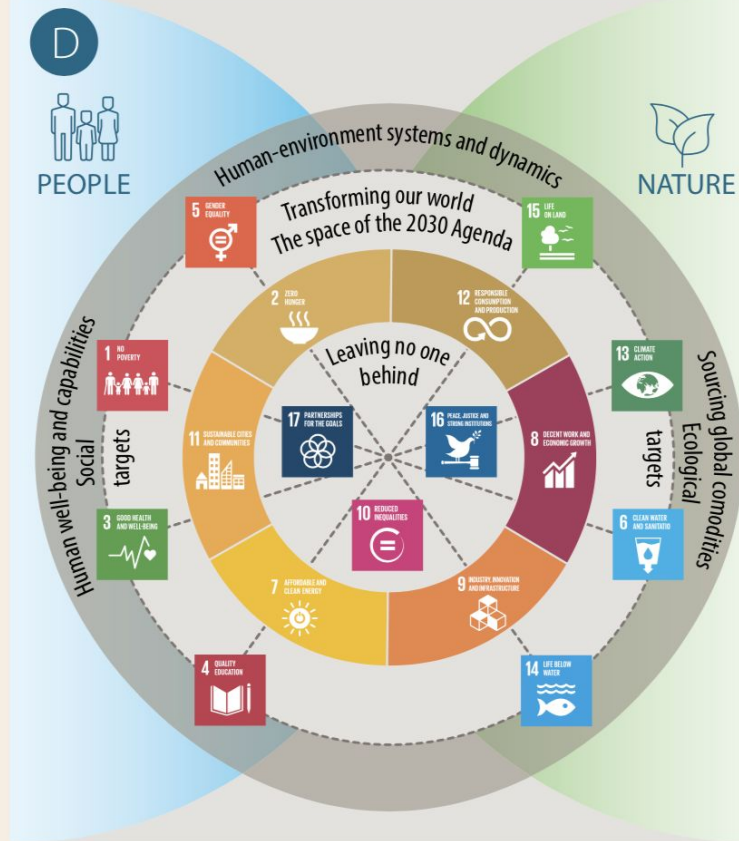 D
PEOPLE
NATURE
Human-environment systems and dynamics
Transforming our world
The space of the 2030 Agenda
5 GENDER
EQUALITY
15 LIFE
ON LAND
2 ZERO
HUNGER
12 RESPONSIBLE
CONSUMPTION
AND PRODUCTION
Leaving no one
behind
1 NO
POVERTY
13 CLIMATE
ACTION
Human well-being and capabilities
Social
targets
Sourcing global comodities
Ecological
targets
17 PARTNERSHIPS
FOR THE GOALS
16 PEACE, JUSTICE AND
STRONG INSTITUTIONS
11 SUSTAINABLE CITIES
AND COMMUNITIES
8 DECENT WORK AND
ECONOMIC GROWTH
10 REDUCED
INEQUALITIES
3 GOOD HEALTH
AND WELL-BEING
6 CLEAN WATER
AND SANITATIO
7 AFFORDABLE AND
CLEAN ENERGY
9 INDUSTRY, INNOVATION
AND INFRASTRUCTURE
4 QUALITY
EDUCATION
14 LIFE BELOW
WATER